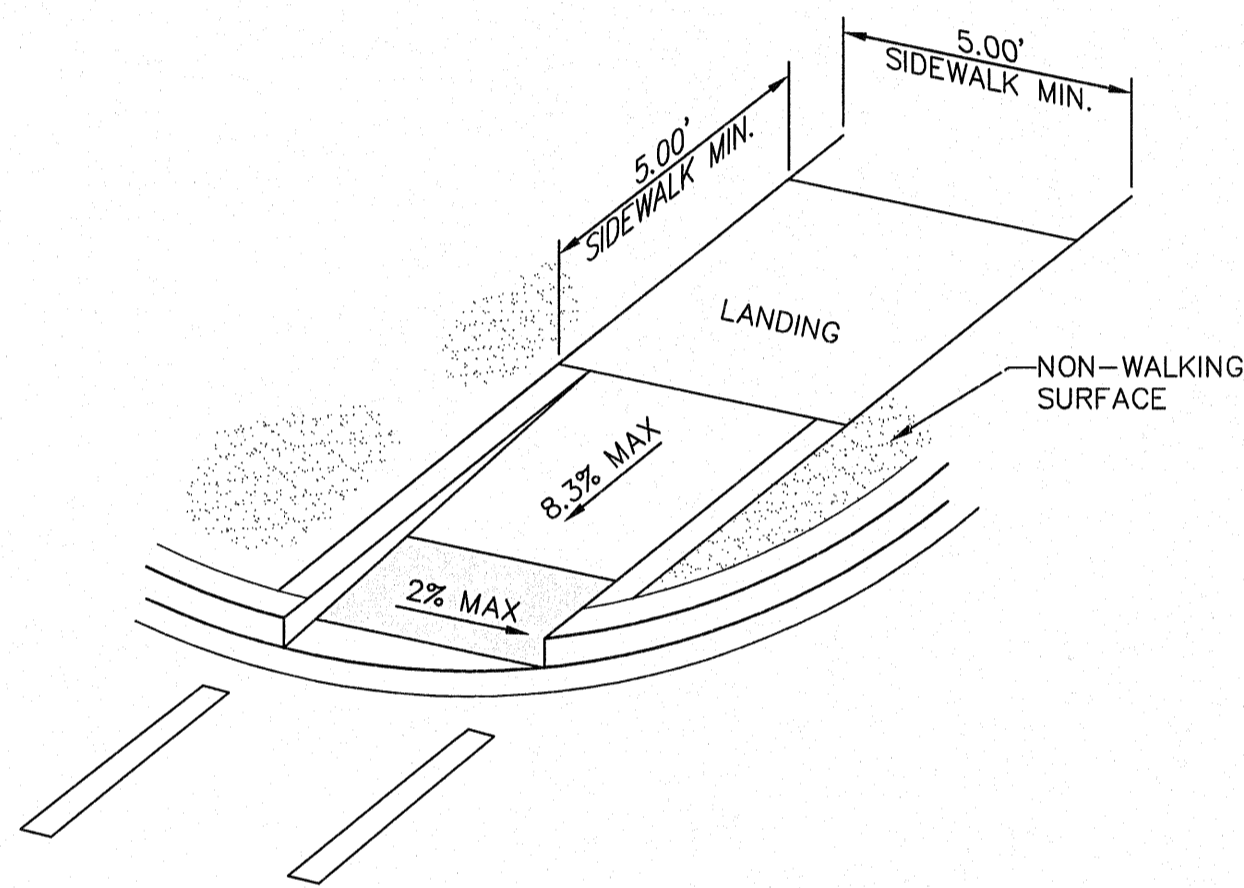 5.00'
SIDEWALK MIN.
5.00'
SIDEWALK MIN.
LANDING
NON-WALKING
SURFACE
8.3% MAX
2% MAX